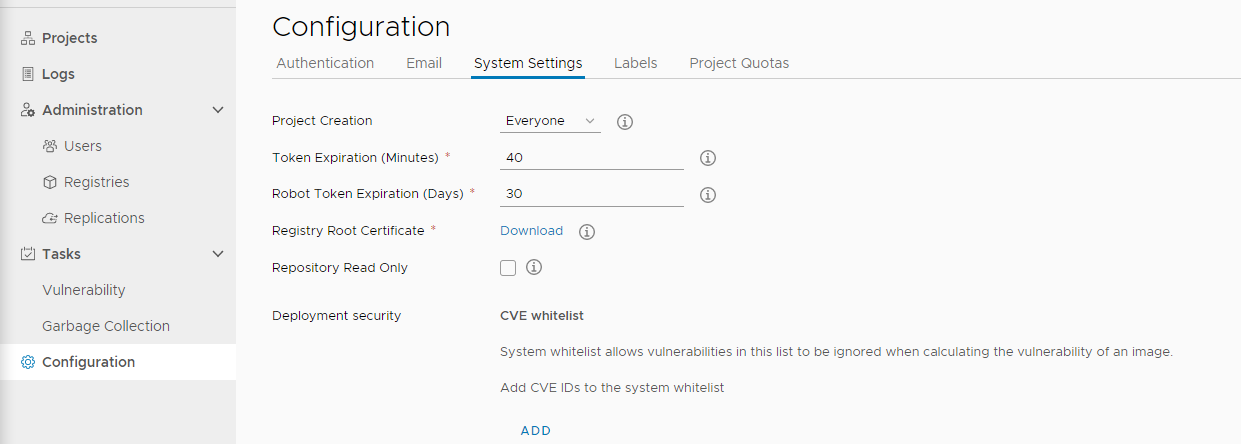 Projects
Logs
Administration
Users
Registries
Replications
Tasks
Vulnerability
Garbage Collection
Configuration
Configuration
Authentication Email System Settings Labels Project Quotas
Project Creation Everyone
Token Expiration (Minutes) * 40
Robot Token Expiration (Days) * 30
Registry Root Certificate * Download
Repository Read Only
Deployment security CVE whitelist
System whitelist allows vulnerabilities in this list to be ignored when calculating the vulnerability of an image.
Add CVE IDs to the system whitelist
ADD